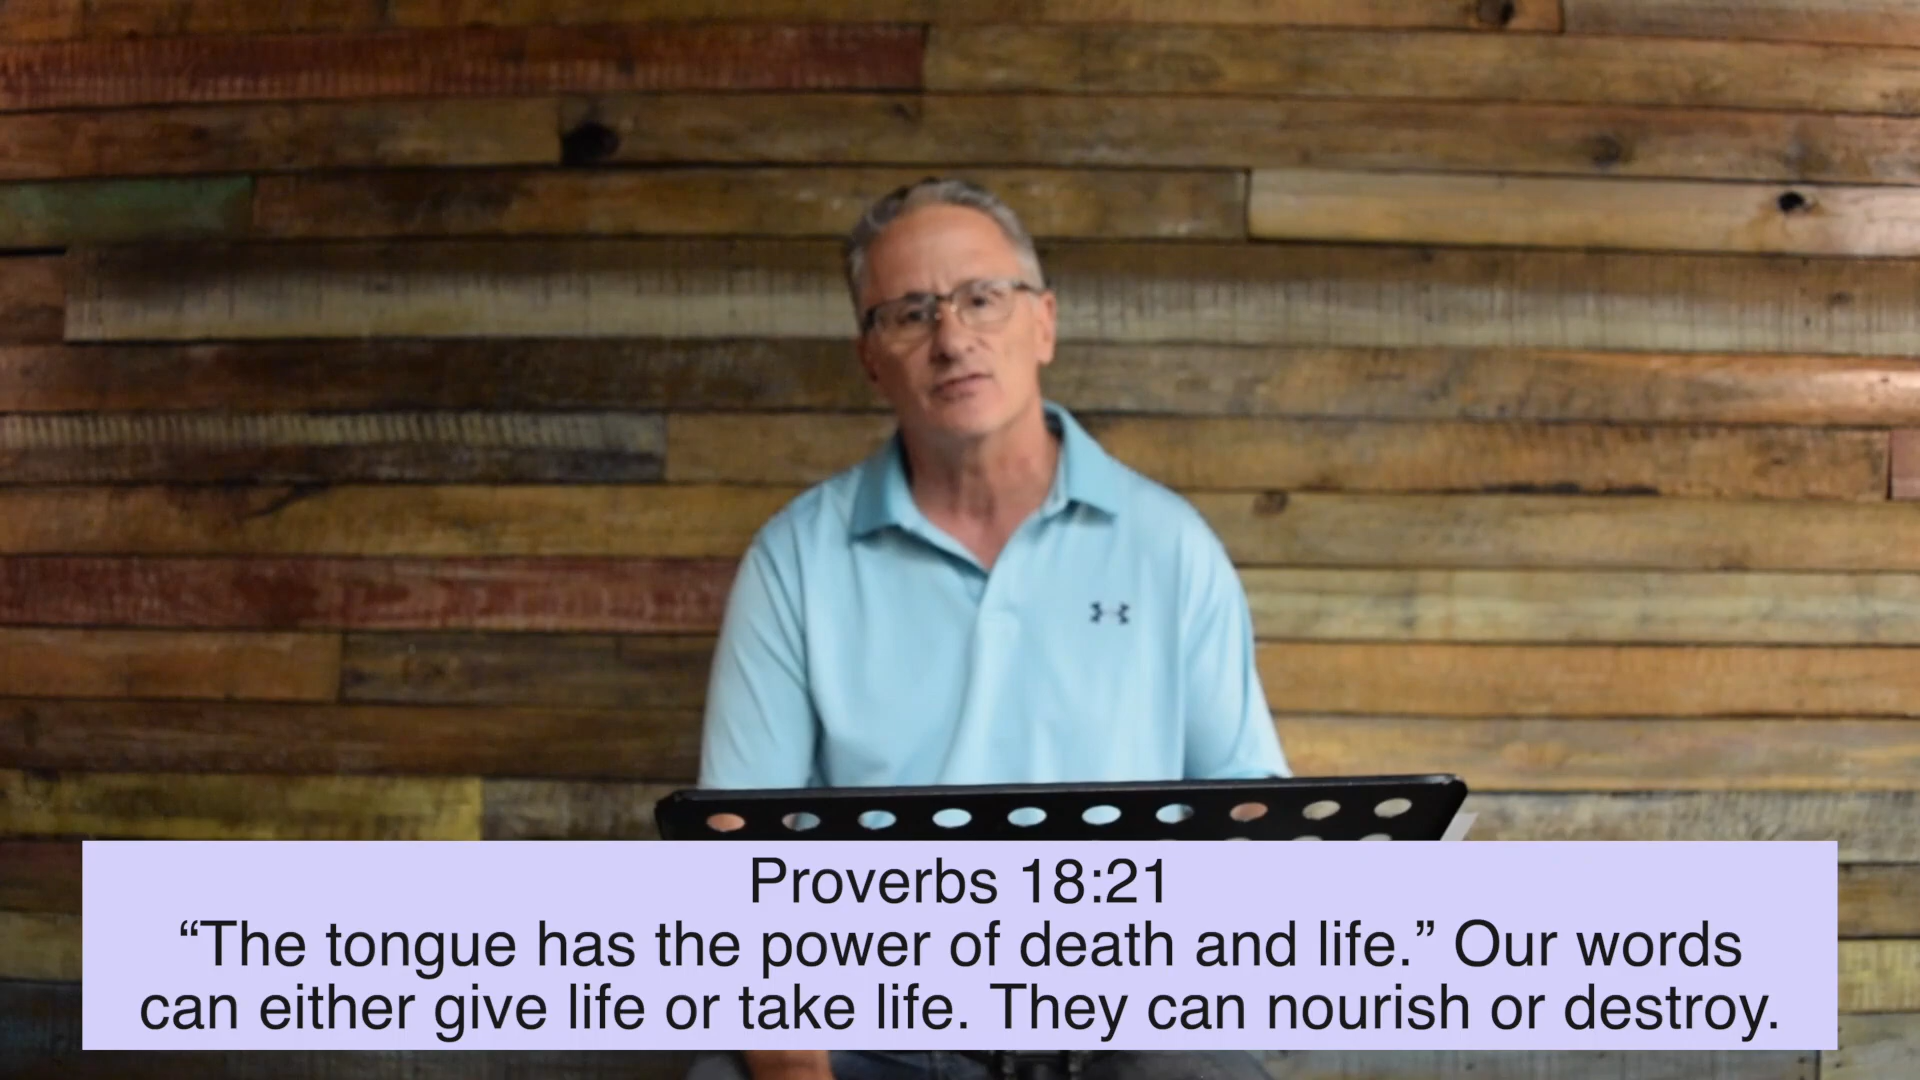 Proverbs 18:21
“The tongue has the power of death and life.” Our words
can either give life or take life. They can nourish or destroy.